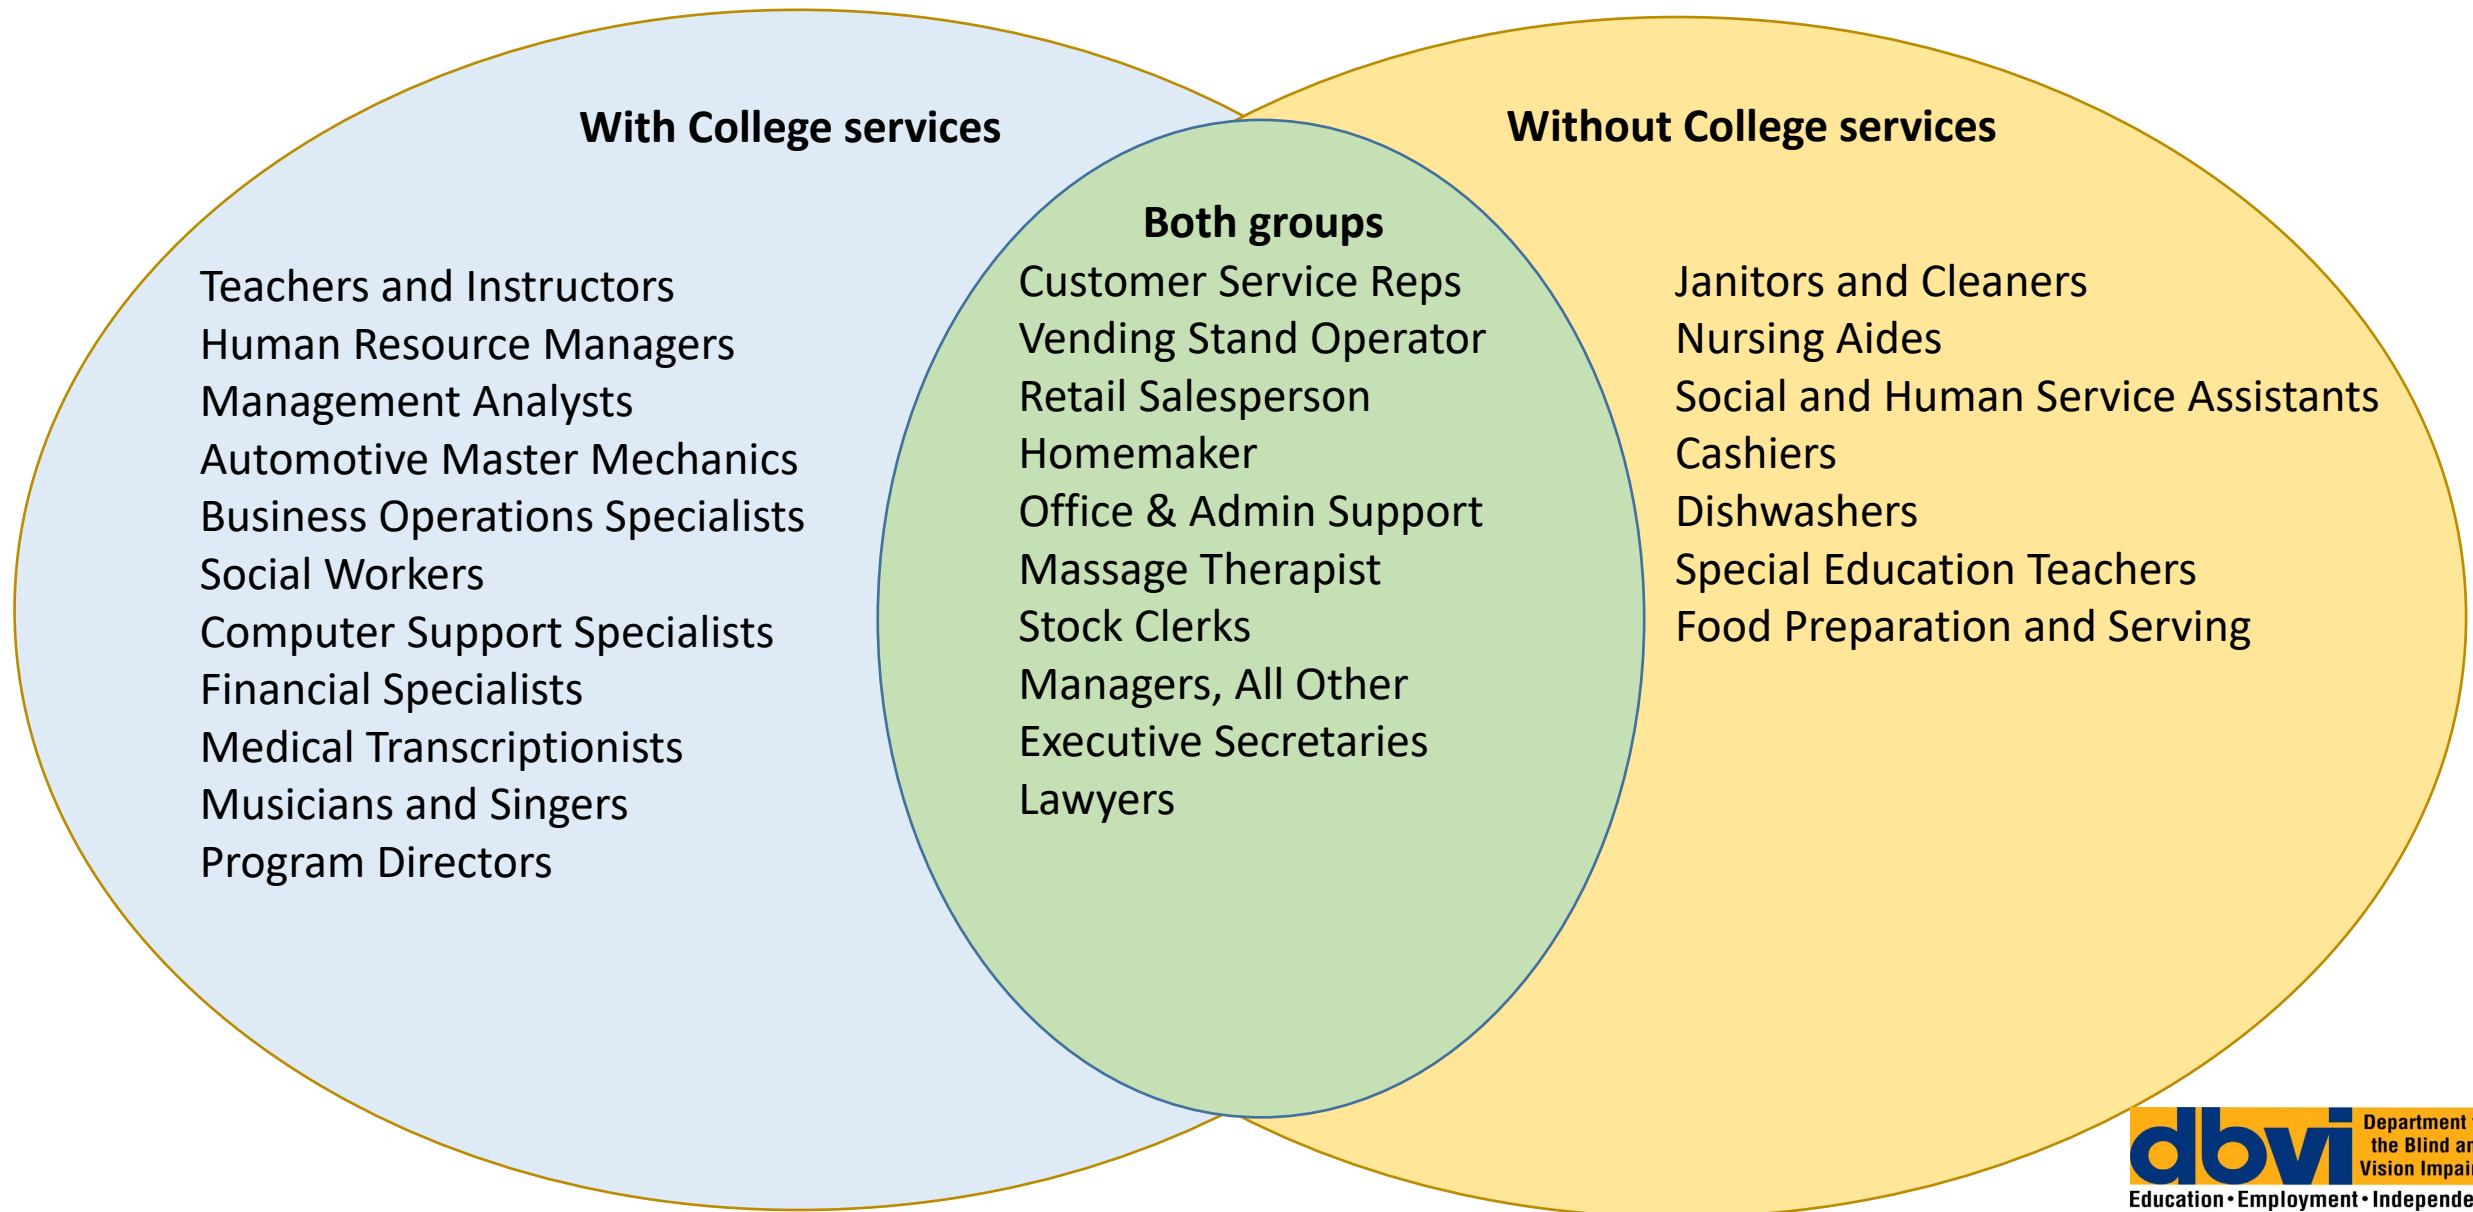 With College services
Teachers and Instructors
Human Resource Managers
Management Analysts
Automotive Master Mechanics
Business Operations Specialists
Social Workers
Computer Support Specialists
Financial Specialists
Medical Transcriptionists
Musicians and Singers
Program Directors
Both groups
Customer Service Reps
Vending Stand Operator
Retail Salesperson
Homemaker
Office & Admin Support
Massage Therapist
Stock Clerks
Managers, All Other
Executive Secretaries
Lawyers
Without College services
Janitors and Cleaners
Nursing Aides
Social and Human Service Assistants
Cashiers
Dishwashers
Special Education Teachers
Food Preparation and Serving
dbvi
Department
the Blind
Vision
Education • Employment •